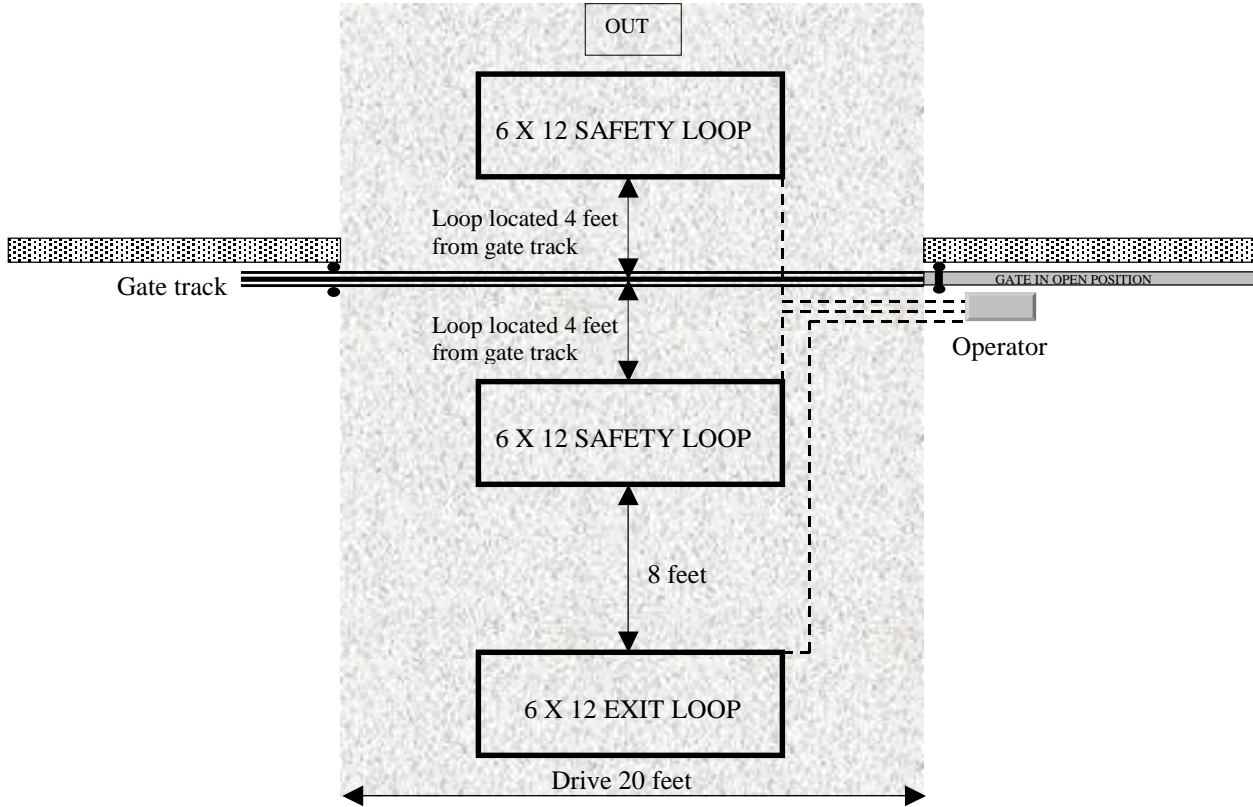 OUT
6 X 12 SAFETY LOOP
Loop located 4 feet
from gate track
Gate track
GATE IN OPEN POSITION
Loop located 4 feet
from gate track
Operator
6 X 12 SAFETY LOOP
8 feet
6 X 12 EXIT LOOP
Drive 20 feet